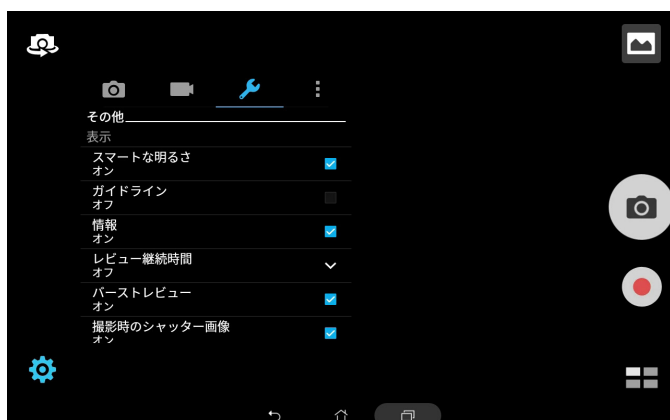 その他
表示
スマートな明るさ
オン
ガイドライン
オフ
情報
オン
レビュー継続時間
オフ
バーストレビュー
オン
撮影時のシャッター画像
オン